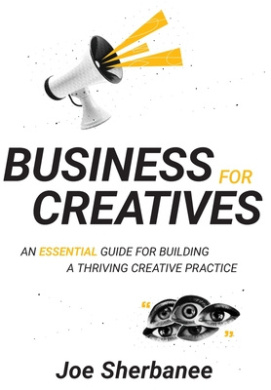 BUSINESS FOR
CREATIVES
AN ESSENTIAL GUIDE FOR BUILDING
A THRIVING CREATIVE PRACTICE
“
”
Joe Sherbanee